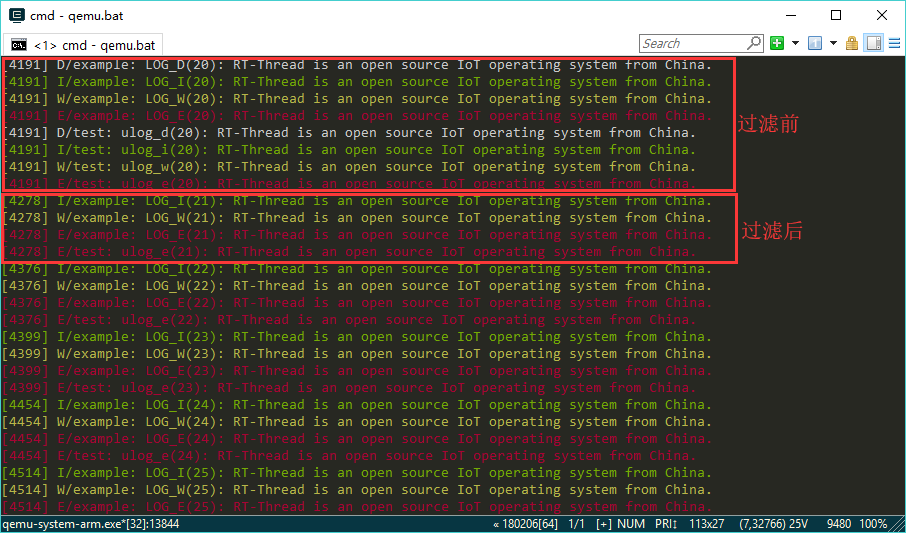 cmd - qemu.bat
<1> cmd - qemu.bat
Search
[4191] D/example: LOG_D(20): RT-Thread is an open source IoT operating system from China.
[4191] I/example: LOG_I(20): RT-Thread is an open source IoT operating system from China.
[4191] W/example: LOG_W(20): RT-Thread is an open source IoT operating system from China.
[4191] E/example: LOG_E(20): RT-Thread is an open source IoT operating system from China.
过滤前
[4191] D/test: ulog_d(20): RT-Thread is an open source IoT operating system from China.
[4191] I/test: ulog_i(20): RT-Thread is an open source IoT operating system from China.
[4191] W/test: ulog_w(20): RT-Thread is an open source IoT operating system from China.
[4191] E/test: ulog_e(20): RT-Thread is an open source IoT operating system from China.
[4278] I/example: LOG_I(21): RT-Thread is an open source IoT operating system from China.
[4278] W/example: LOG_W(21): RT-Thread is an open source IoT operating system from China.
[4278] E/example: LOG_E(21): RT-Thread is an open source IoT operating system from China.
过滤后
[4278] E/test: ulog_e(21): RT-Thread is an open source IoT operating system from China.
[4376] I/example: LOG_I(22): RT-Thread is an open source IoT operating system from China.
[4376] W/example: LOG_W(22): RT-Thread is an open source IoT operating system from China.
[4376] E/example: LOG_E(22): RT-Thread is an open source IoT operating system from China.
[4376] E/test: ulog_e(22): RT-Thread is an open source IoT operating system from China.
[4399] I/example: LOG_I(23): RT-Thread is an open source IoT operating system from China.
[4399] W/example: LOG_W(23): RT-Thread is an open source IoT operating system from China.
[4399] E/example: LOG_E(23): RT-Thread is an open source IoT operating system from China.
[4399] E/test: ulog_e(23): RT-Thread is an open source IoT operating system from China.
[4454] I/example: LOG_I(24): RT-Thread is an open source IoT operating system from China.
[4454] W/example: LOG_W(24): RT-Thread is an open source IoT operating system from China.
[4454] E/example: LOG_E(24): RT-Thread is an open source IoT operating system from China.
[4454] E/test: ulog_e(24): RT-Thread is an open source IoT operating system from China.
[4514] I/example: LOG_I(25): RT-Thread is an open source IoT operating system from China.
[4514] W/example: LOG_W(25): RT-Thread is an open source IoT operating system from China.
[4514] E/example: LOG_E(25): RT-Thread is an open source IoT operating system from China.
qemu-system-arm.exe*[32]:13844 « 180206[64] 1/1 [+] NUM PRI↕ 113x27 (7,32766) 25V 9480 100%